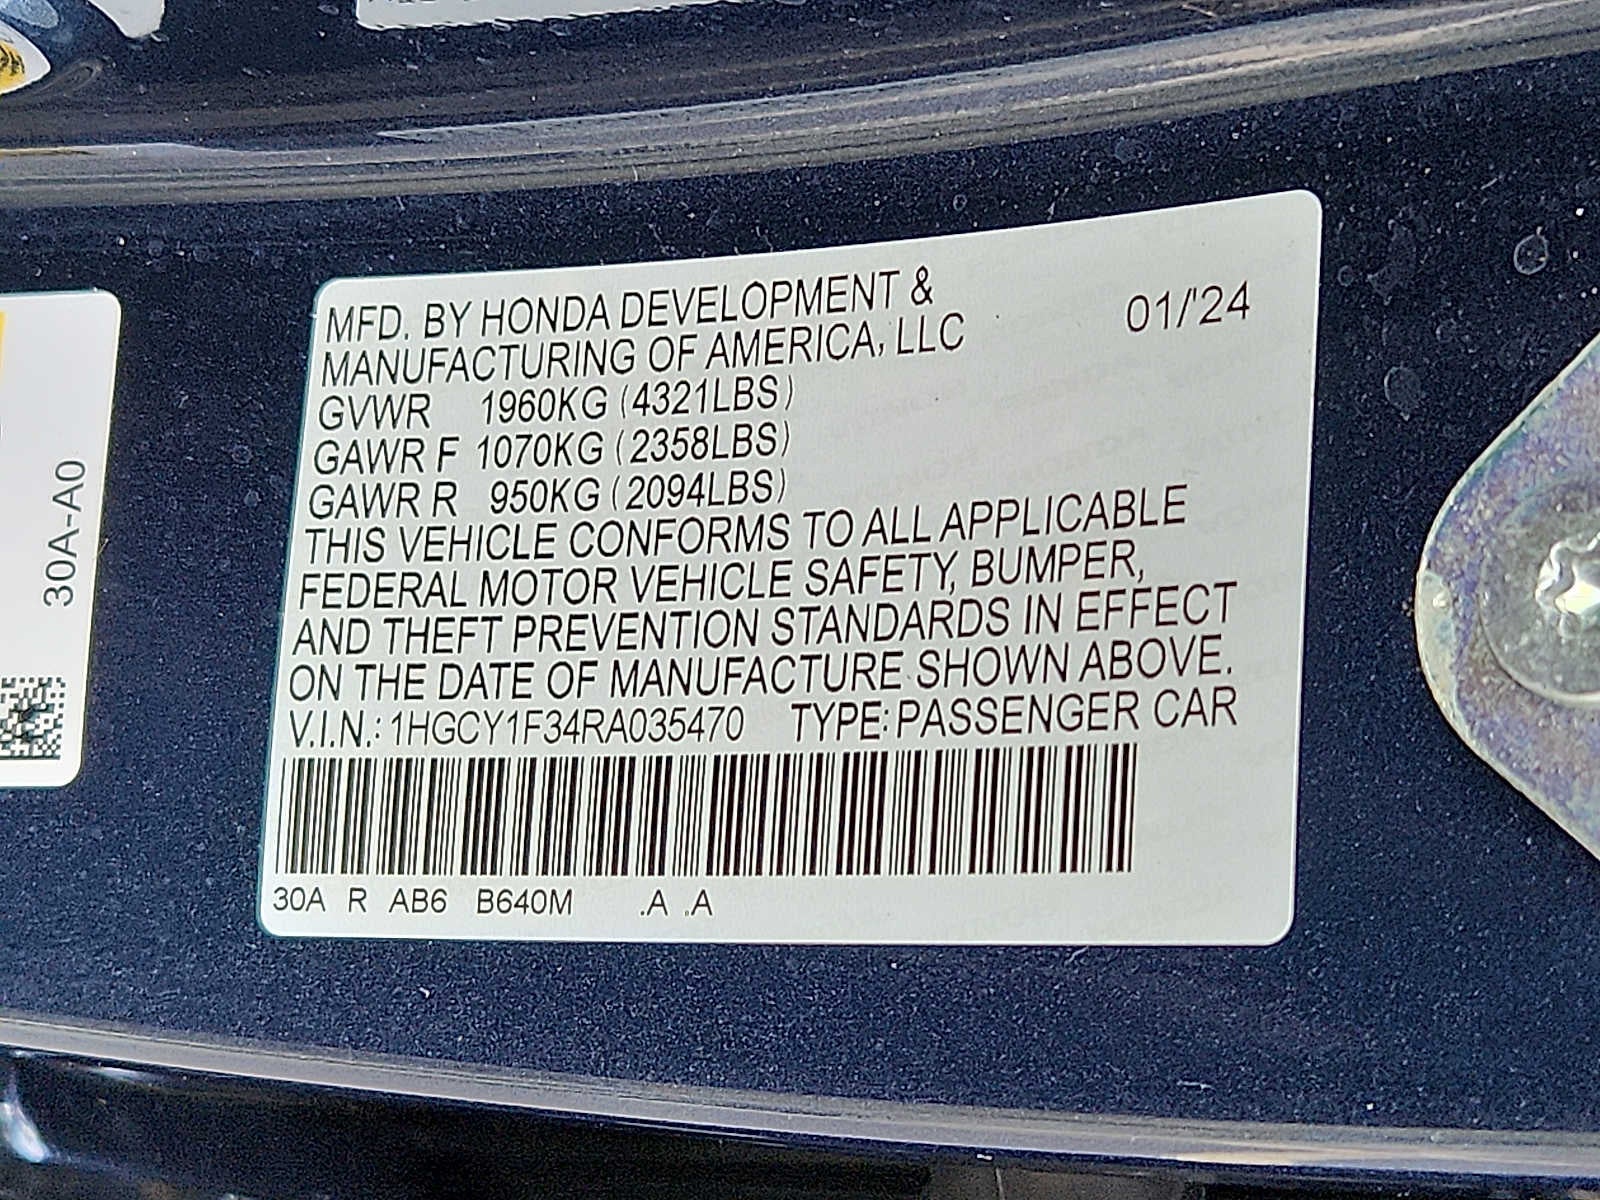 MFD. BY HONDA DEVELOPMENT &
MANUFACTURING OF AMERICA, LLC
01/'24
GVWR 1960KG (4321LBS)
GAWR F 1070KG (2358LBS)
GAWR R 950KG (2094LBS)
THIS VEHICLE CONFORMS TO ALL APPLICABLE
FEDERAL MOTOR VEHICLE SAFETY, BUMPER,
AND THEFT PREVENTION STANDARDS IN EFFECT
ON THE DATE OF MANUFACTURE SHOWN ABOVE.
V.I.N.: 1HGCY1F34RA035470 TYPE: PASSENGER CAR
30A R AB6 B640M .A .A
30A-A0